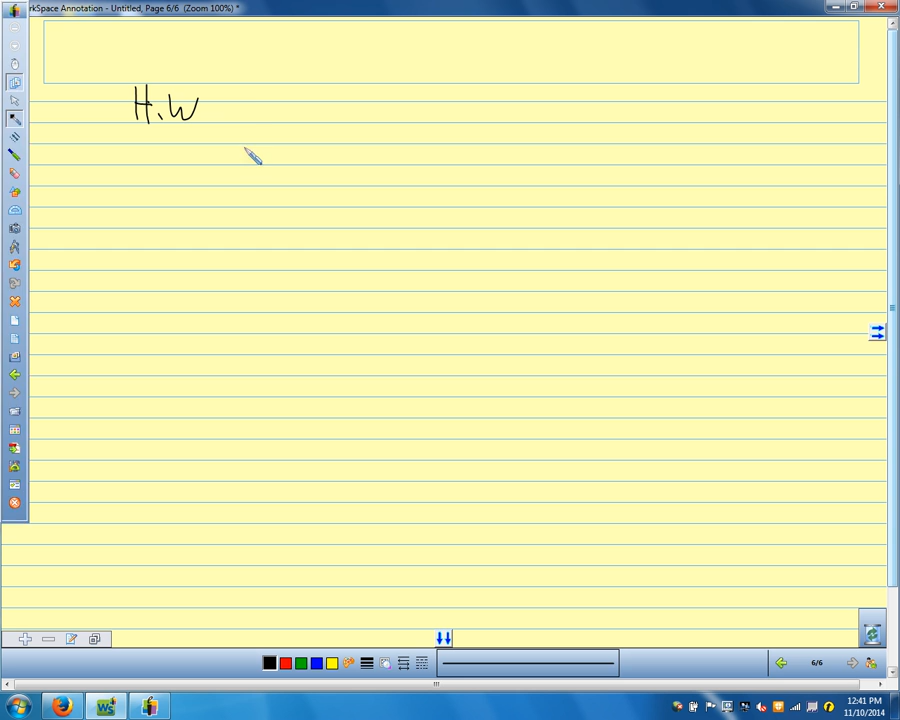 rkSpace Annotation - Untitled, Page 6/6 (Zoom 100%) *
H.W
6/6
12:41 PM
11/10/2014